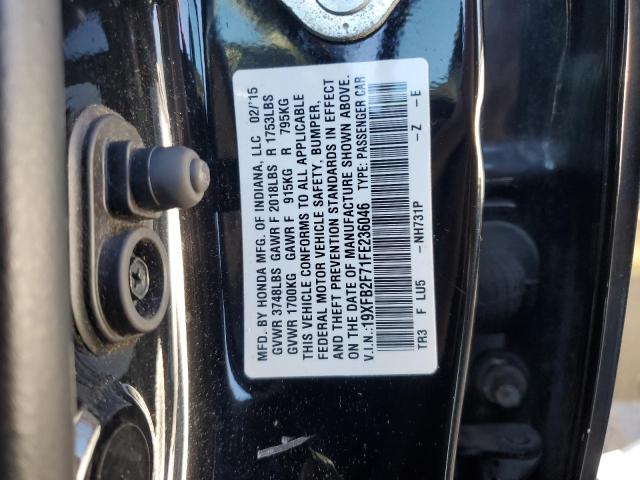 MFD. BY HONDA MFG. OF INDIANA, LLC 02/'15
GVWR 3748LBS GAWR F 2018LBS R 1753LBS
GVWR 1700KG GAWR F 915KG R 795KG
THIS VEHICLE CONFORMS TO ALL APPLICABLE
FEDERAL MOTOR VEHICLE SAFETY, BUMPER,
AND THEFT PREVENTION STANDARDS IN EFFECT
ON THE DATE OF MANUFACTURE SHOWN ABOVE.
V.I.N.:19XFB2F71FE236046 TYPE: PASSENGER CAR
TR3 F LU5 -NH731P -Z -E